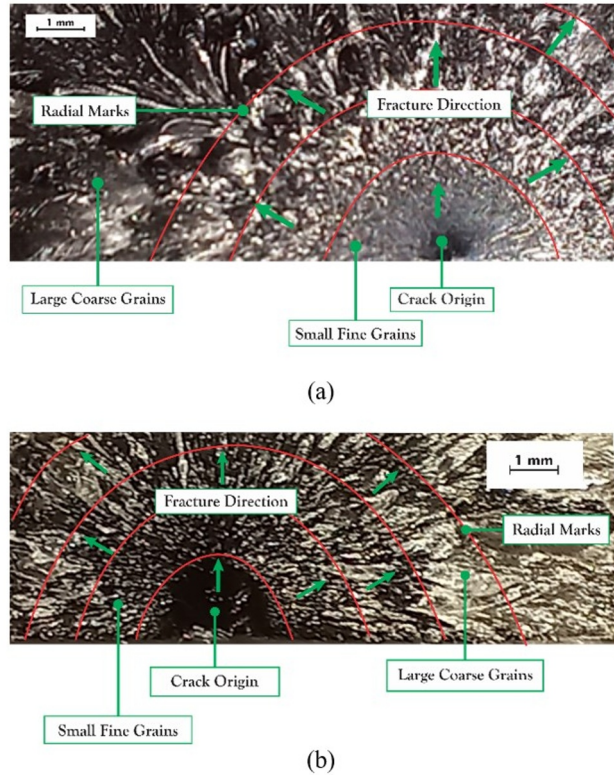 1 mm
Radial Marks
Fracture Direction
Large Coarse Grains
Crack Origin
Small Fine Grains
(a)
1 mm
Fracture Direction
Radial Marks
Crack Origin
Large Coarse Grains
Small Fine Grains
(b)